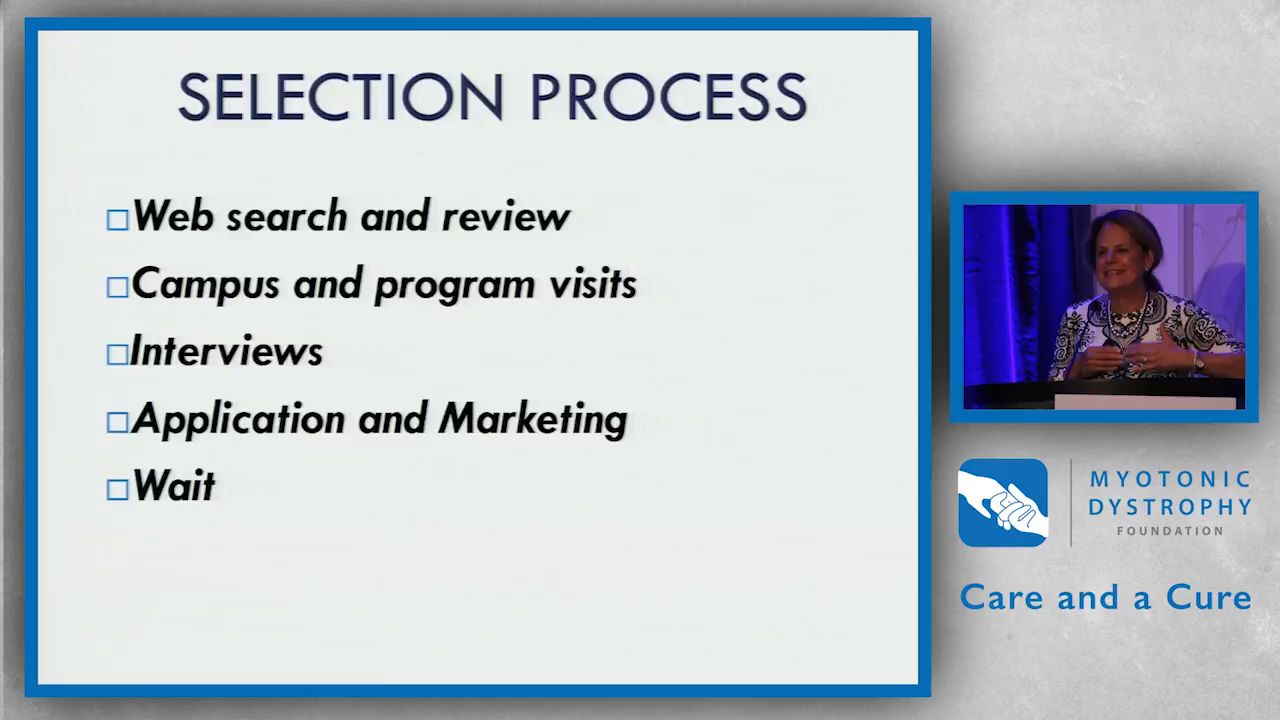 SELECTION PROCESS
Web search and review
Campus and program visits
Interviews
Application and Marketing
Wait
MYOTONIC
DYSTROPHY
FOUNDATION
Care and a Cure